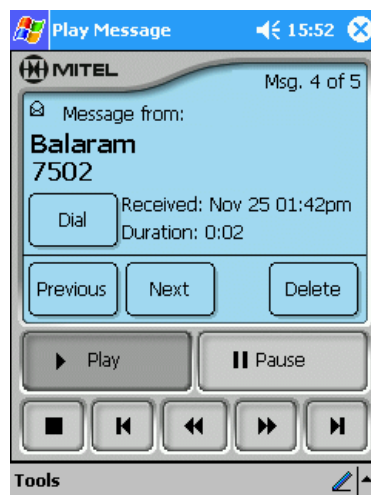 Play Message 15:52
MITEL
Msg. 4 of 5
Message from:
Balaram
7502
Dial
Received: Nov 25 01:42pm
Duration: 0:02
Previous Next Delete
Play Pause
Tools